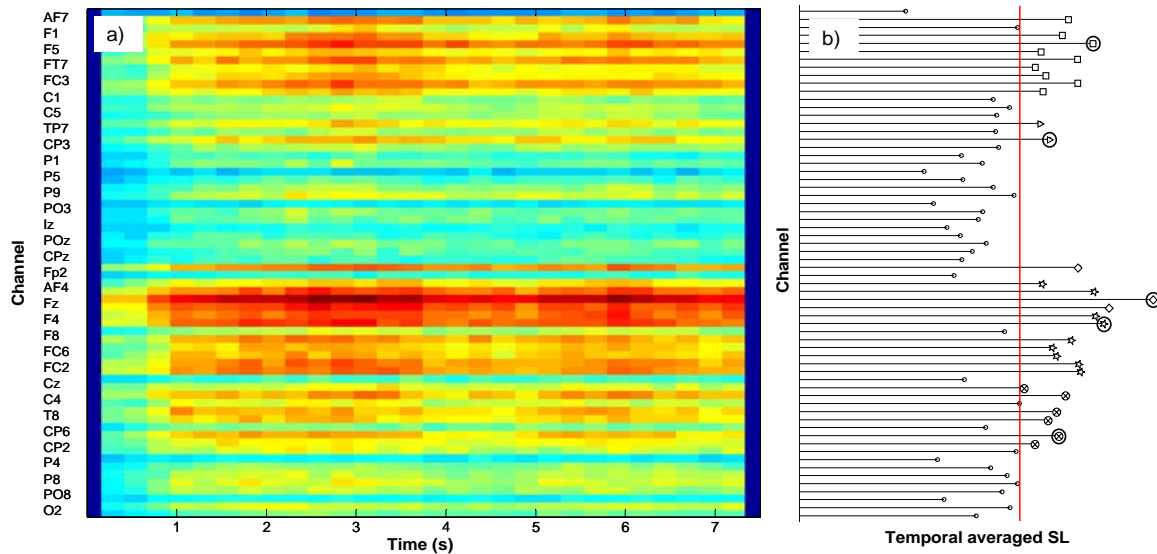 a)
Channel
AF7
F1
F5
FT7
FC3
C1
C5
TP7
CP3
P1
P5
P9
PO3
Iz
POz
CPz
Fp2
AF4
Fz
F4
F8
FC6
FC2
Cz
C4
T8
CP6
CP2
P4
P8
PO8
O2
1 2 3 4 5 6 7
Time (s)
b)
Channel
Temporal averaged SL